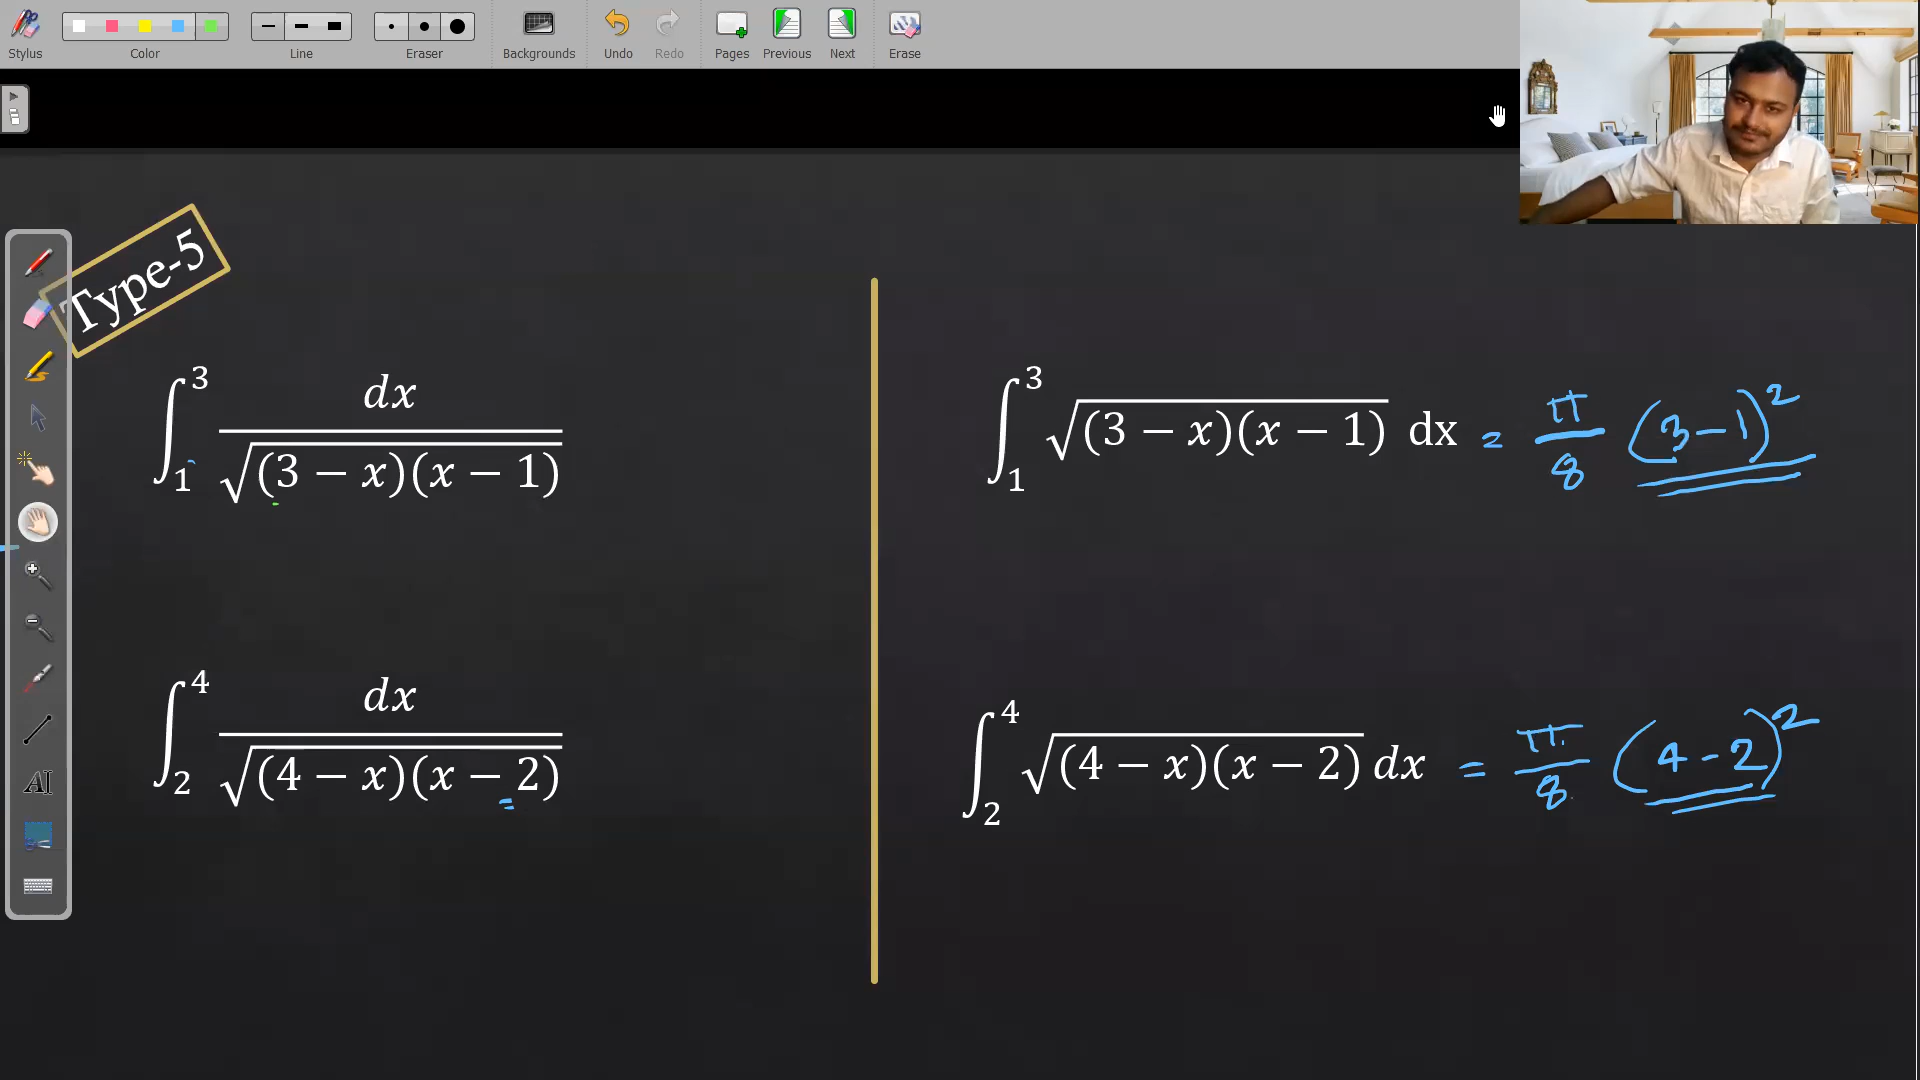 Stylus Color Line Eraser Backgrounds Undo Redo Pages Previous Next Erase
Type-5
∫₁³ dx / √((3 − x)(x − 1))
∫₂⁴ dx / √((4 − x)(x − 2))
=
∫₁³ √((3 − x)(x − 1)) dx = π/8 (3-1)²
∫₂⁴ √((4 − x)(x − 2)) dx = π/8 (4-2)²
AI